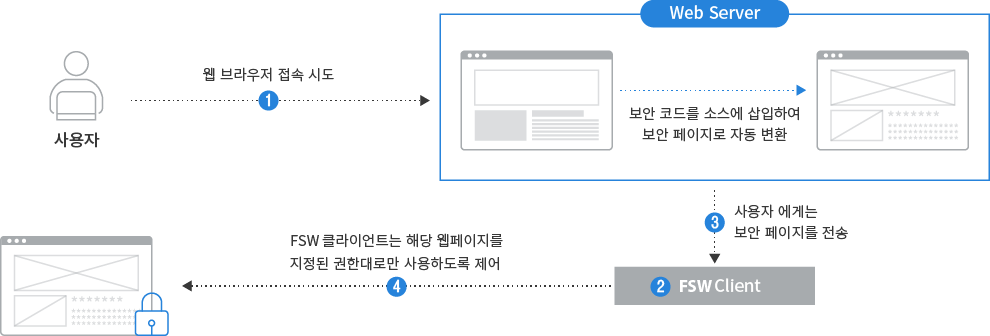 Web Server
웹 브라우저 접속 시도
1
사용자
보안 코드를 소스에 삽입하여
보안 페이지로 자동 변환
*******
3
사용자 에게는
보안 페이지를 전송
2 FSW Client
FSW 클라이언트는 해당 웹페이지를
지정된 권한대로만 사용하도록 제어
4